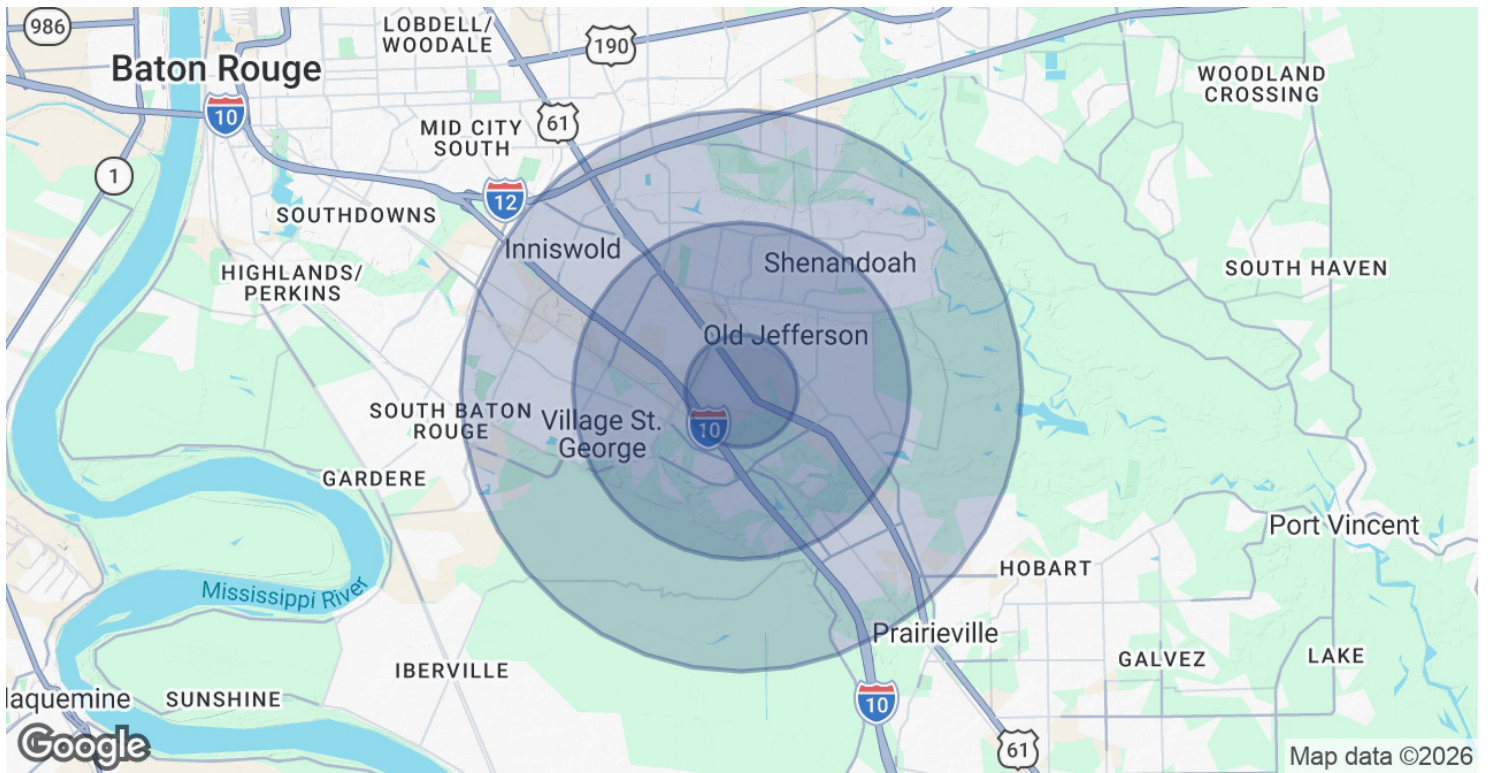 986
LOBDELL/
WOODALE
190
Baton Rouge
10
61
MID CITY
SOUTH
WOODLAND
CROSSING
1
12
SOUTHDOWNS
Inniswold
Shenandoah
SOUTH HAVEN
HIGHLANDS/
PERKINS
Old Jefferson
SOUTH BATON
ROUGE
Village St.
George
10
GARDERE
Port Vincent
HOBART
Mississippi River
Prairieville
GALVEZ
LAKE
IBERVILLE
laquemine
SUNSHINE
10
61
Google
Map data ©2026